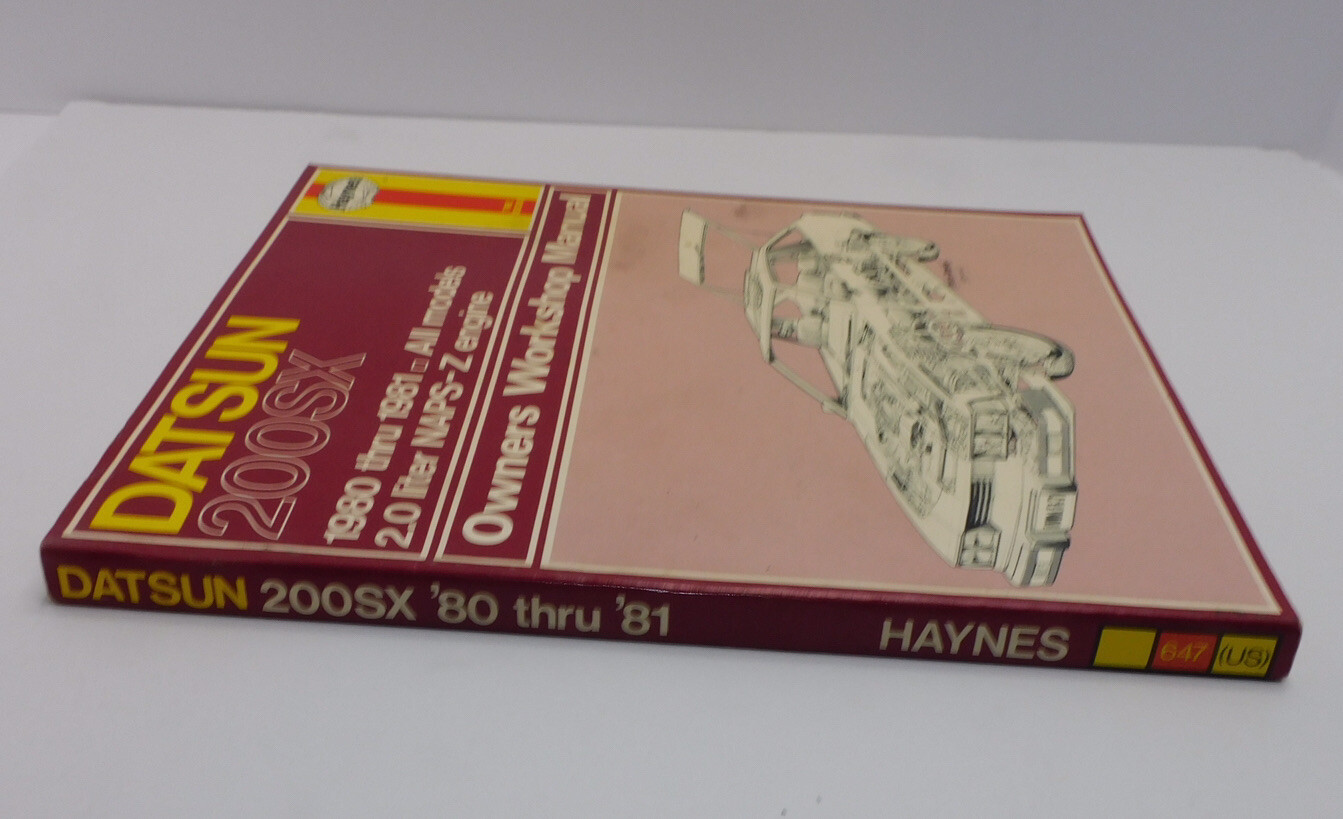 Haynes
DATSUN
200SX
1980 thru 1981 □ All models
2.0 liter NAPS-Z engine
Owners Workshop Manual
DATSUN 200SX '80 thru '81 HAYNES 647 (US)